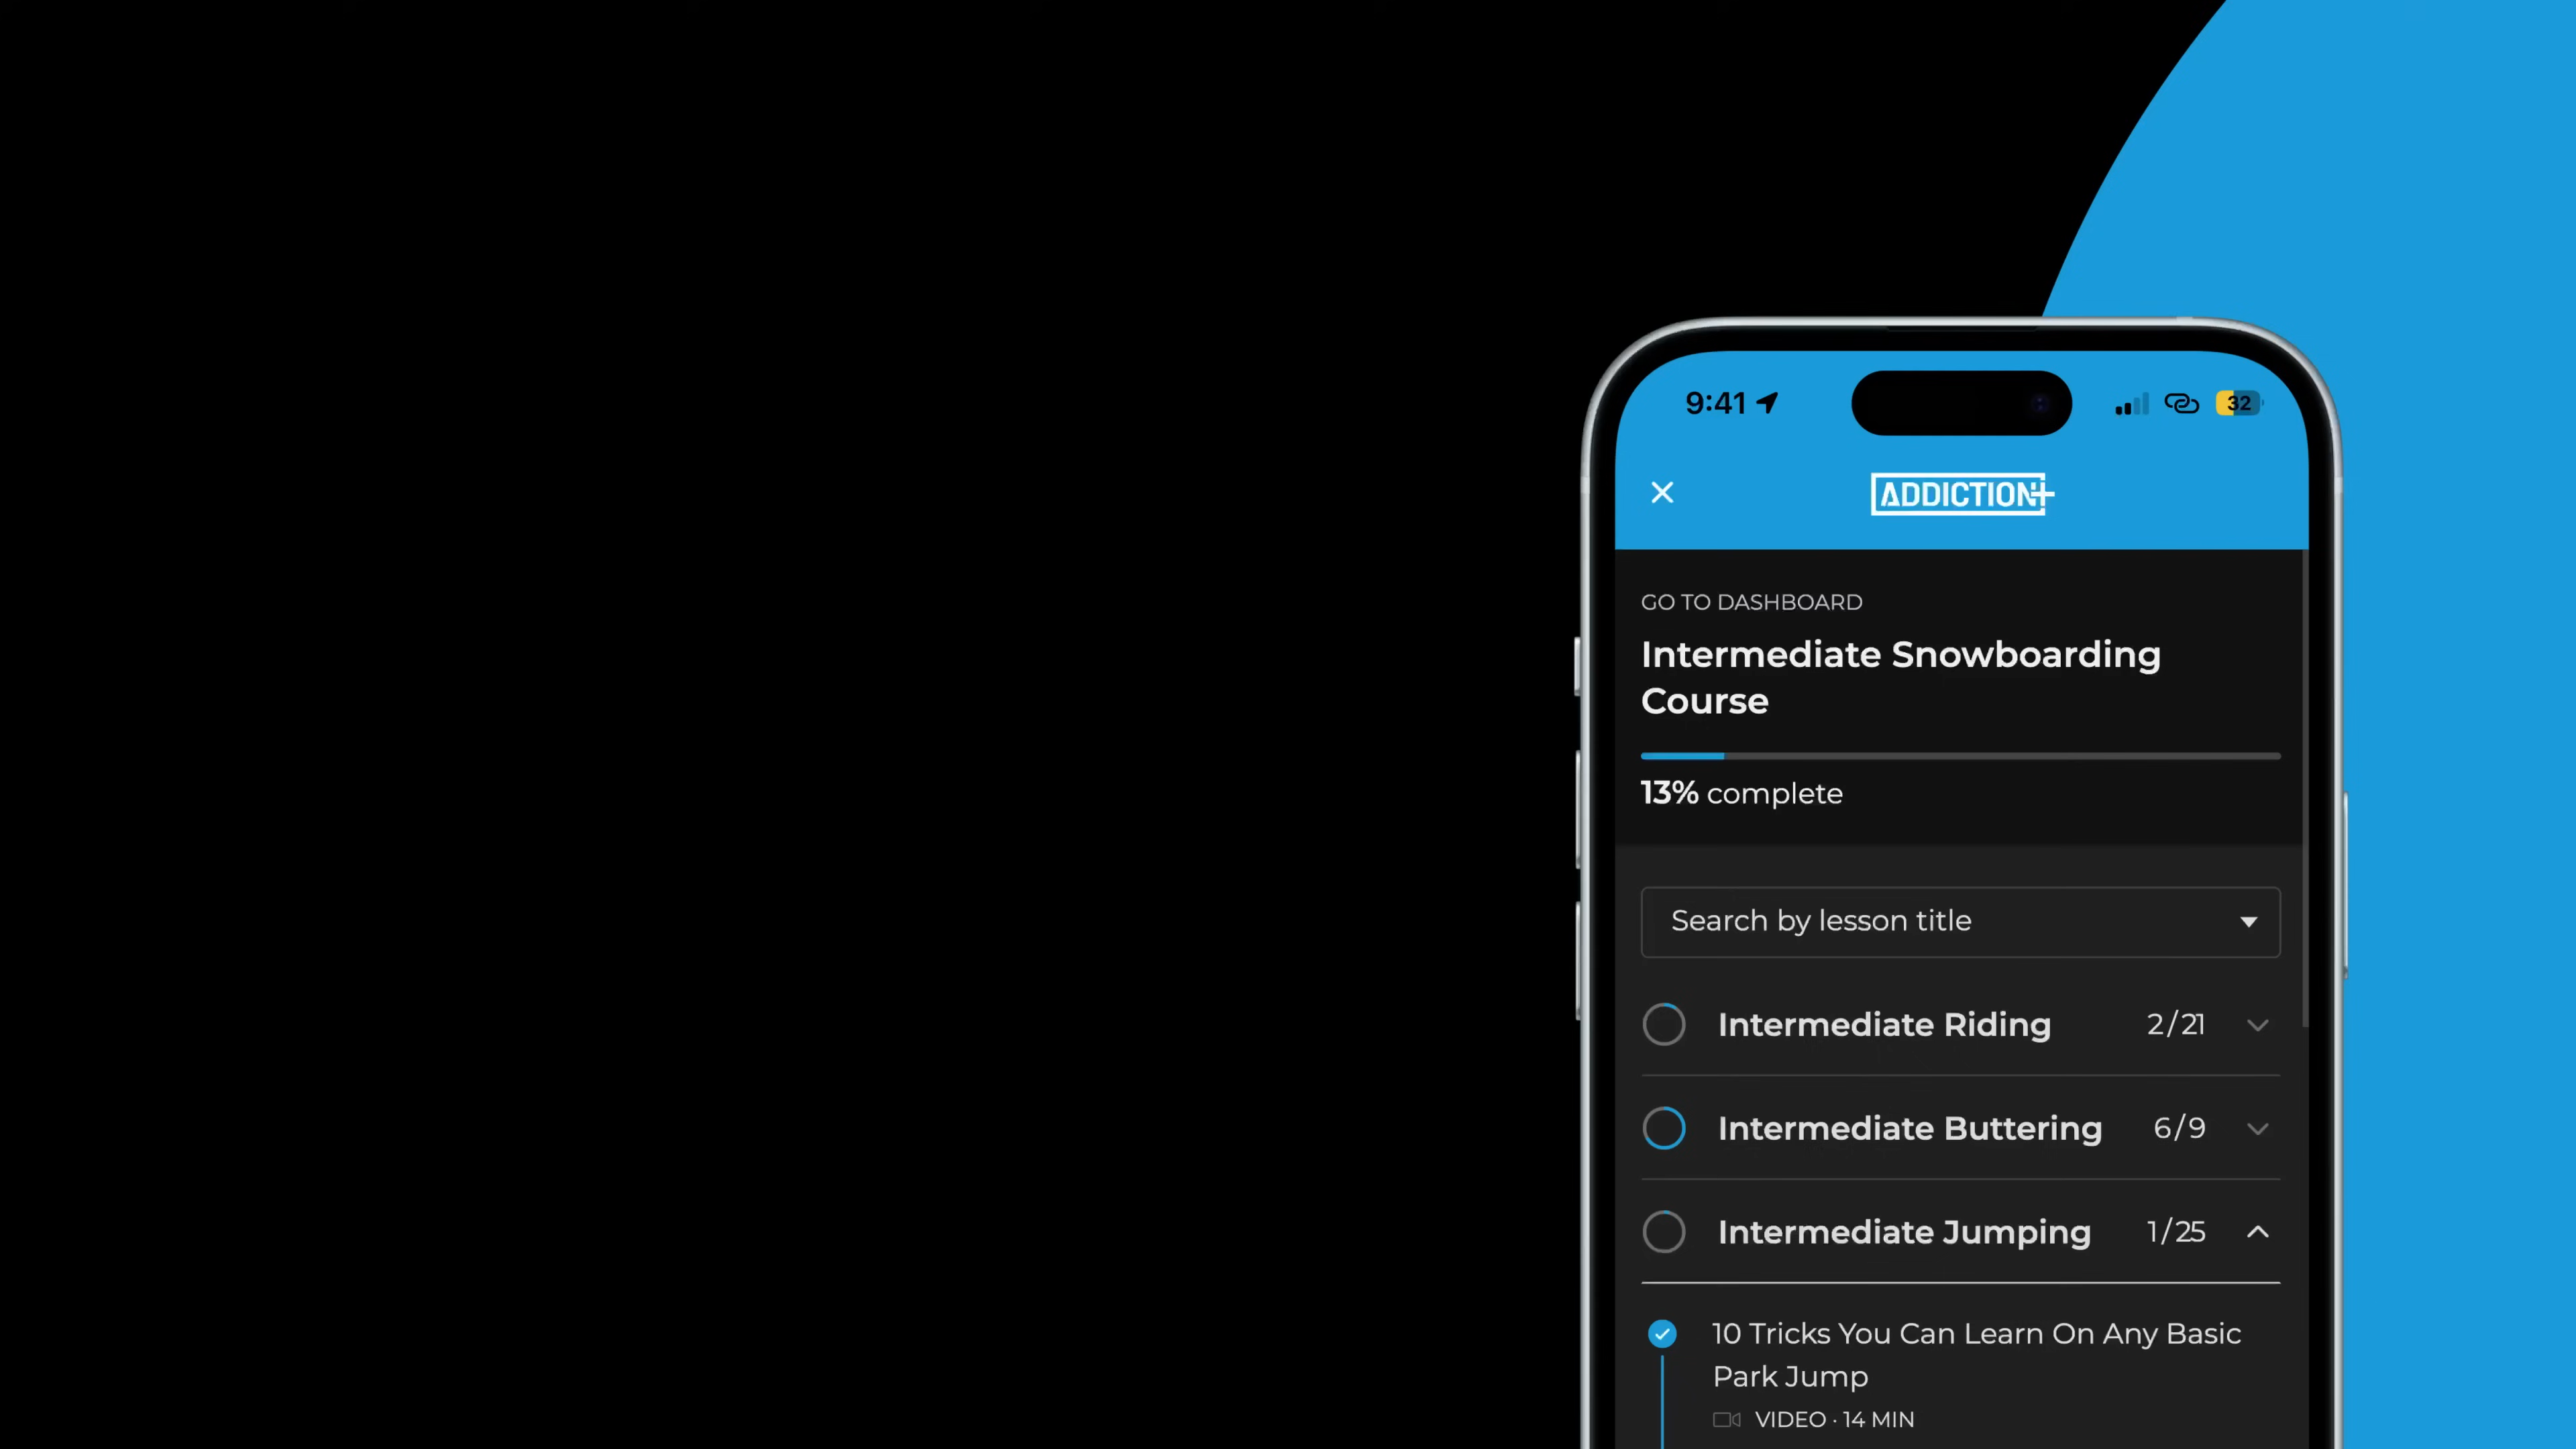 9:41
32
ADDICTION+
GO TO DASHBOARD
Intermediate Snowboarding
Course
13% complete
Search by lesson title
Intermediate Riding 2/21
Intermediate Buttering 6/9
Intermediate Jumping 1/25
10 Tricks You Can Learn On Any Basic
Park Jump
VIDEO · 14 MIN